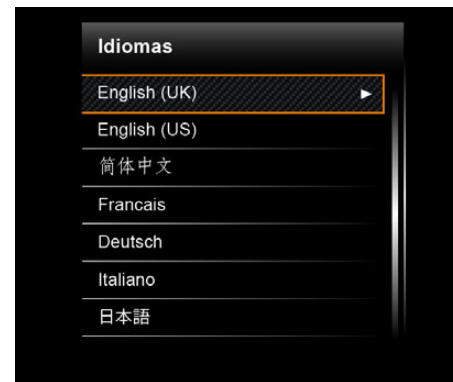 Idiomas
English (UK)
English (US)
简体中文
Francais
Deutsch
Italiano
日本語